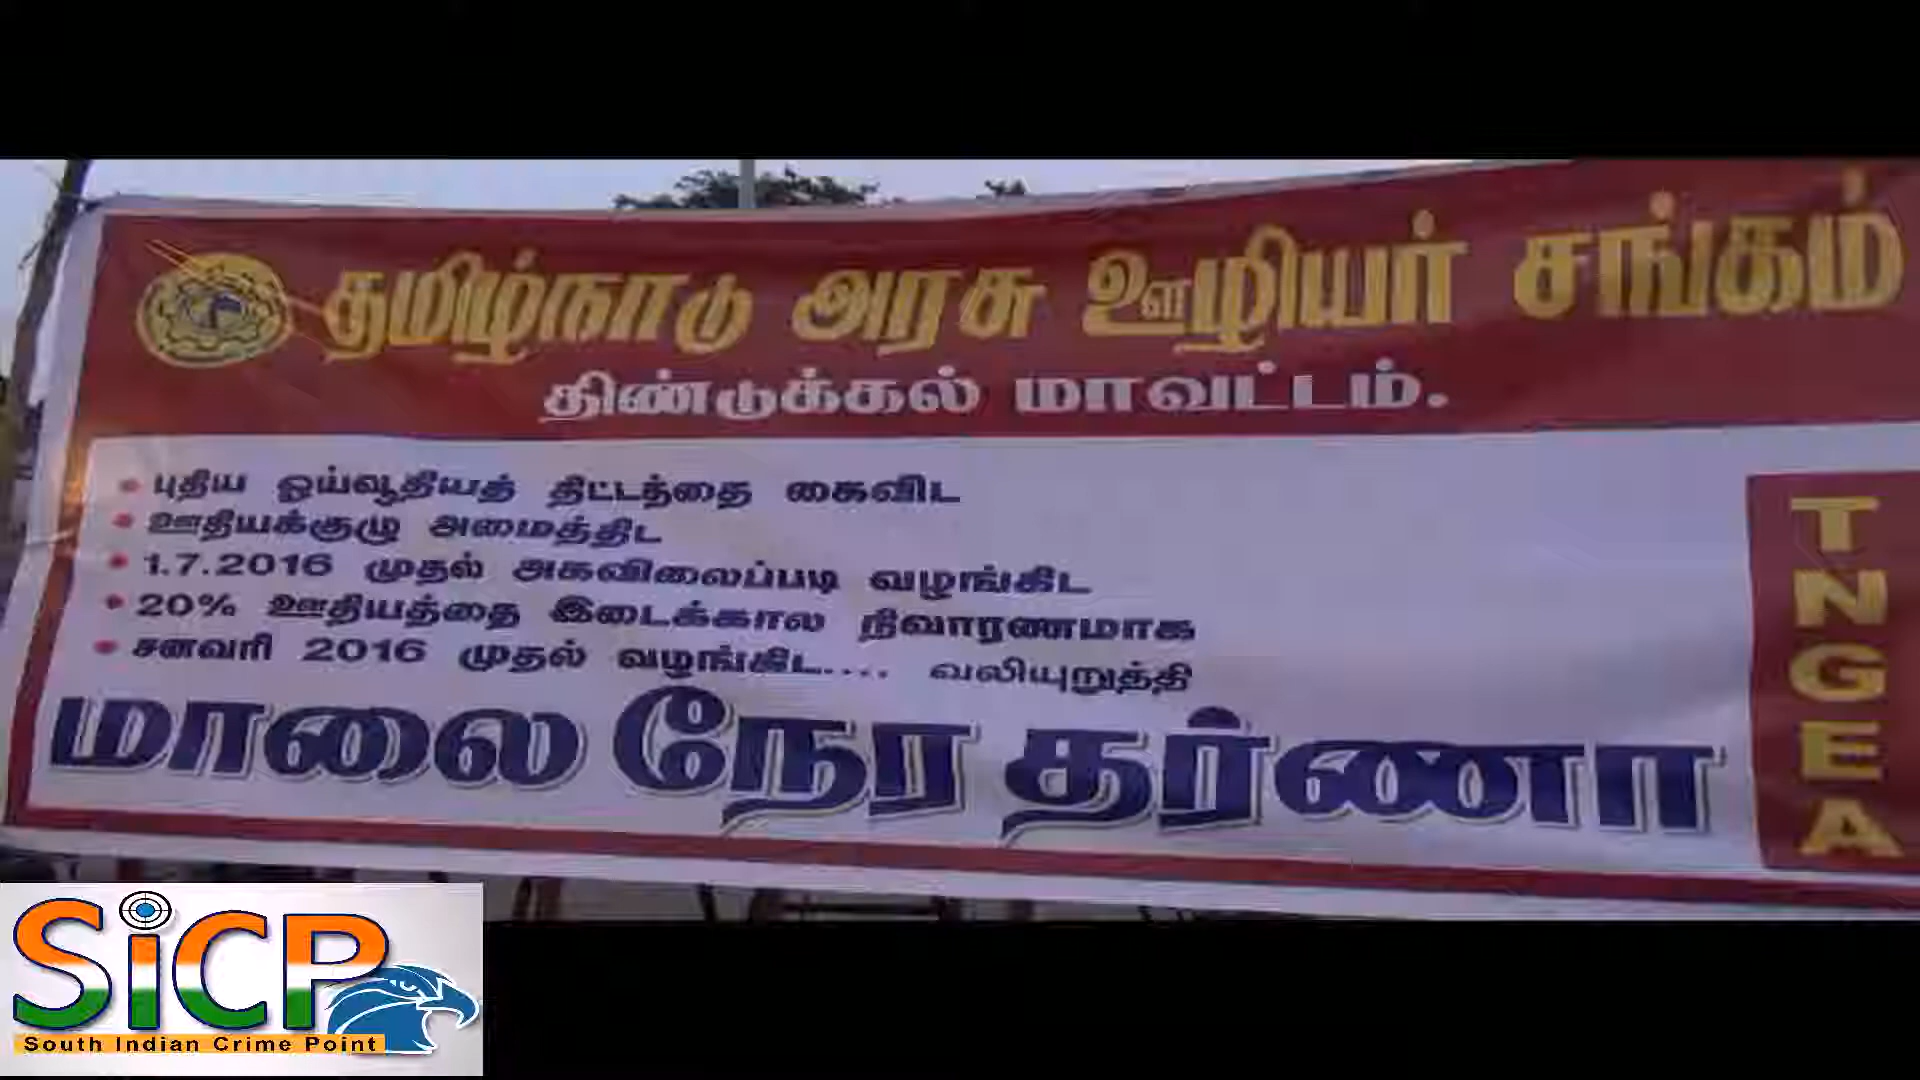 தமிழ்நாடு அரசு ஊழியர் சங்கம்
திண்டுக்கல் மாவட்டம்.
• புதிய ஓய்வூதியத் திட்டத்தை கைவிட
• ஊதியக்குழு அமைத்திட
• 1.7.2016 முதல் அகவிலைப்படி வழங்கிட
• 20% ஊதியத்தை இடைக்கால நிவாரணமாக
• சனவரி 2016 முதல் வழங்கிட.... வலியுறுத்தி
மாலை நேர தர்ணா
TNGEA
SiCP
South Indian Crime Point